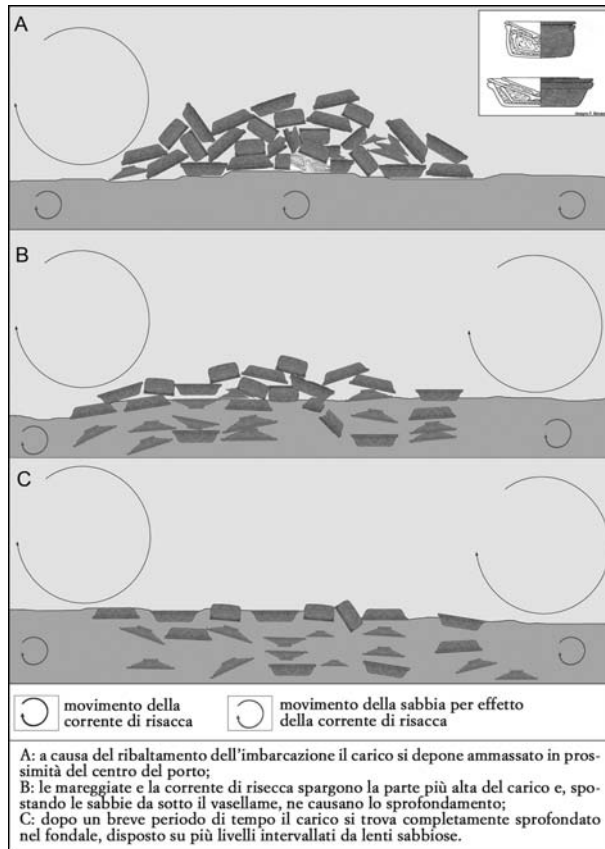 A
B
C
movimento della
corrente di risacca
movimento della sabbia per effetto
della corrente di risacca
A: a causa del ribaltamento dell'imbarcazione il carico si depone ammassato in pros-
simità del centro del porto;
B: le mareggiate e la corrente di risecca spargono la parte più alta del carico e, spo-
stando le sabbie da sotto il vasellame, ne causano lo sprofondamento;
C: dopo un breve periodo di tempo il carico si trova completamente sprofondato
nel fondale, disposto su più livelli intervallati da lenti sabbiose.